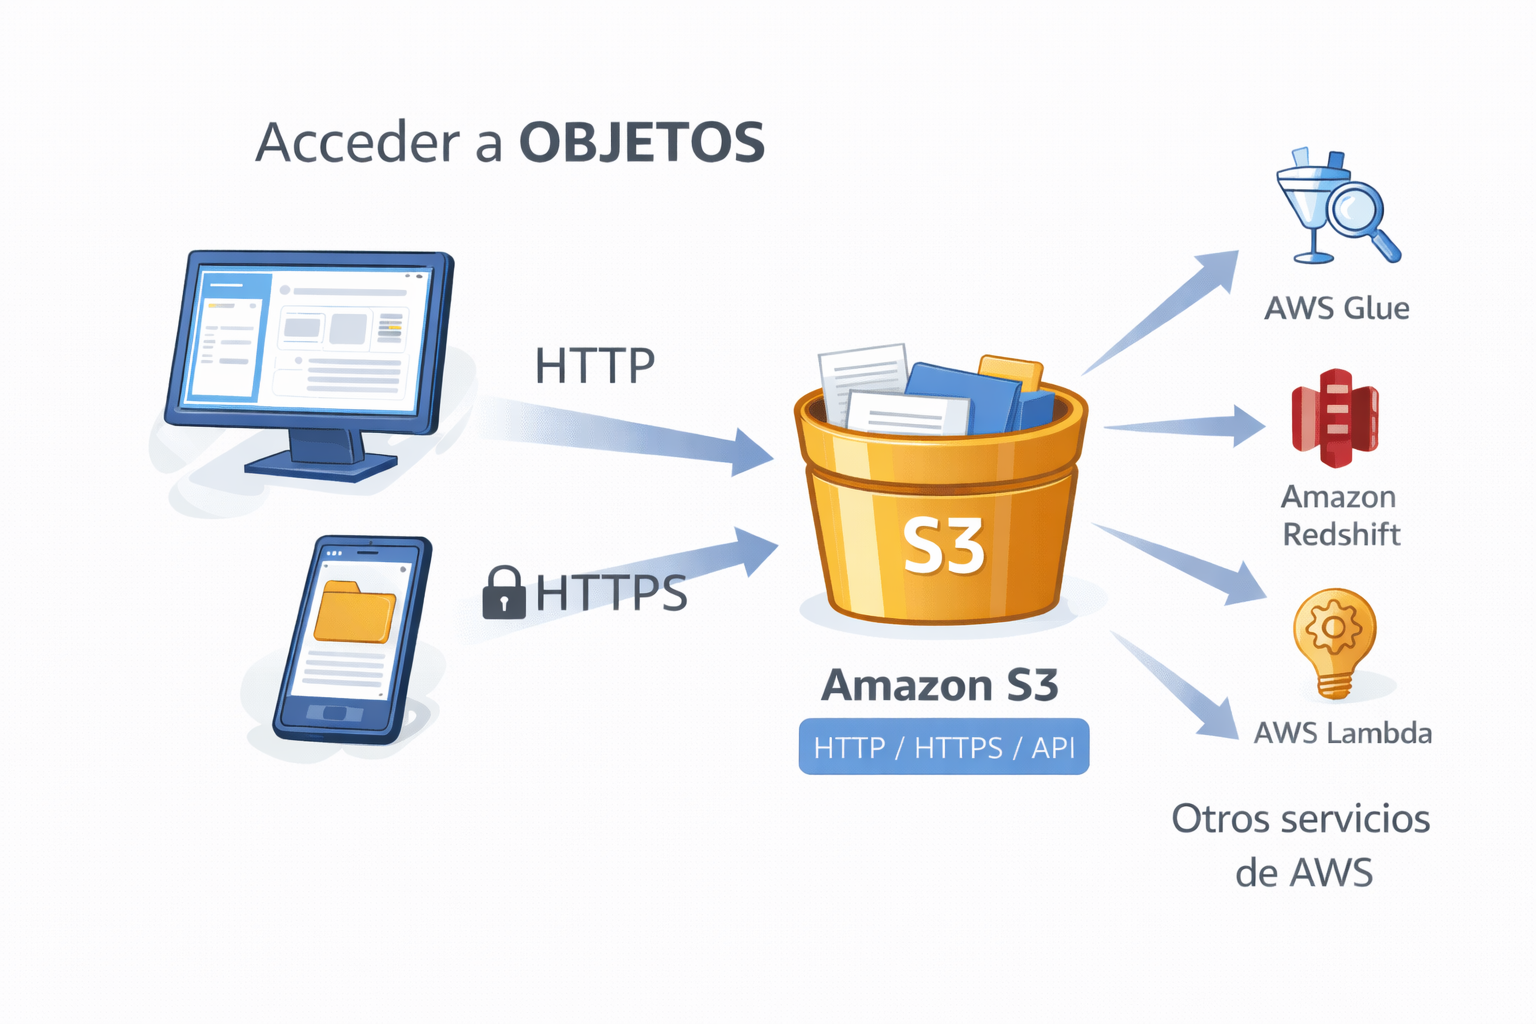 Acceder a OBJETOS
HTTP
HTTPS
S3
Amazon S3
HTTP / HTTPS / API
AWS Glue
Amazon
Redshift
AWS Lambda
Otros servicios
de AWS